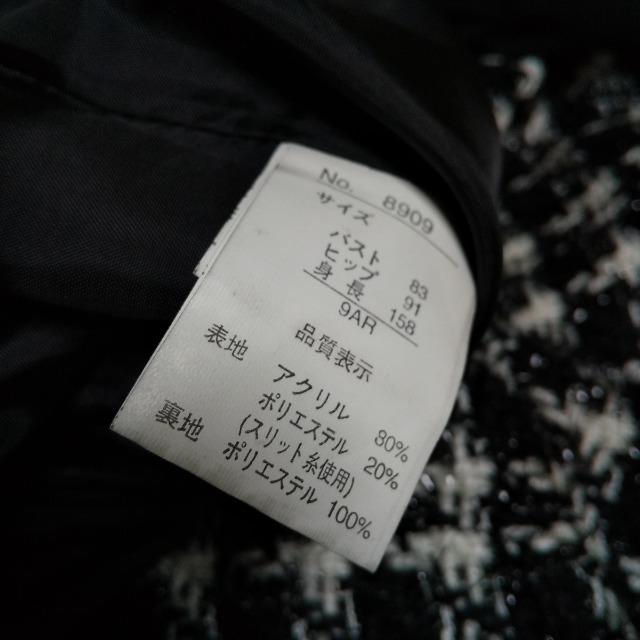 No. 8909
サイズ
バスト 83
ヒップ 91
身長 158
9AR
品質表示
表地 アクリル 80%
ポリエステル 20%
(スリット糸使用)
裏地 ポリエステル 100%